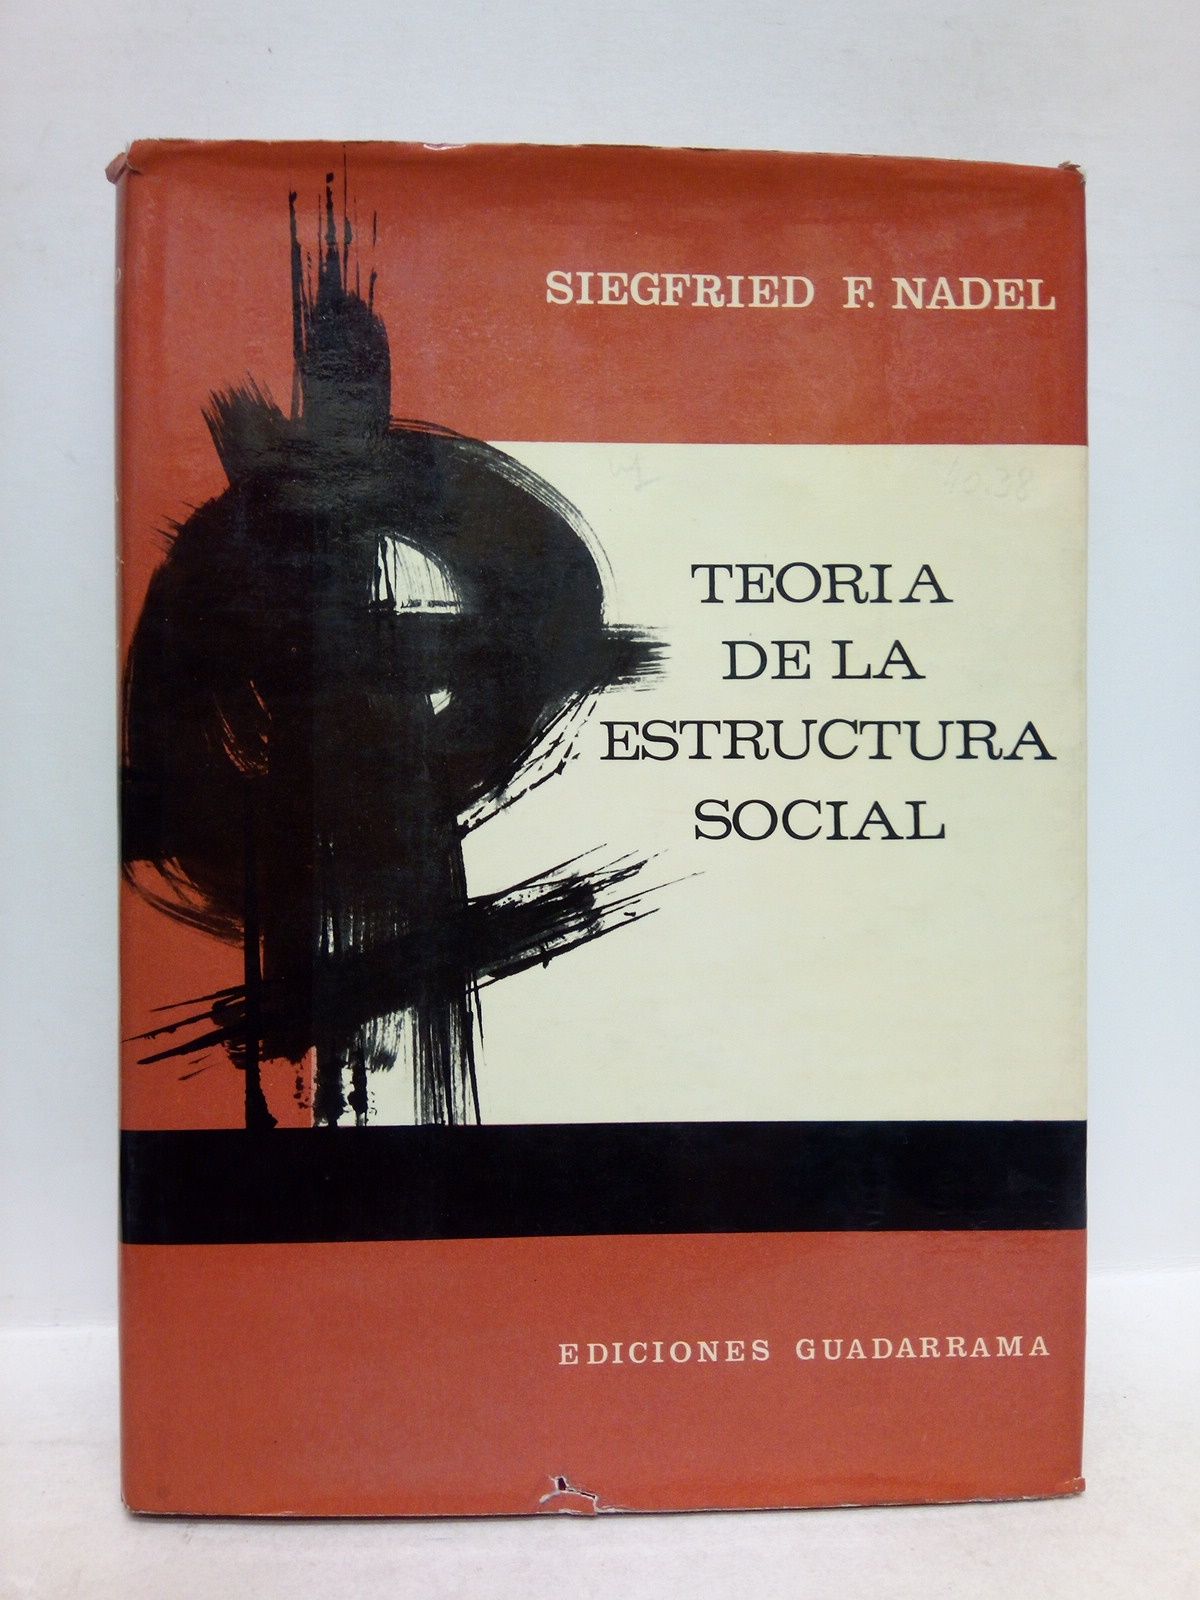 SIEGFRIED F. NADEL
TEORIA
DE LA
ESTRUCTURA
SOCIAL
EDICIONES GUADARRAMA